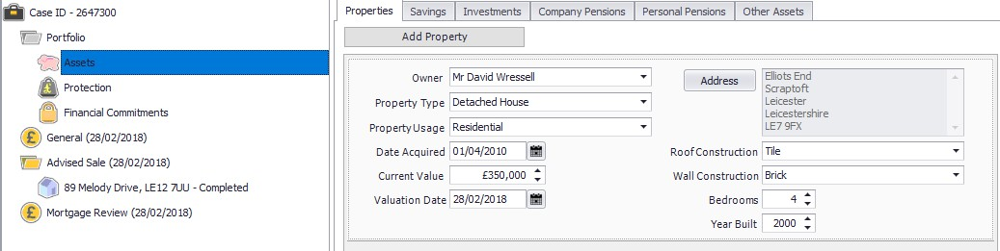 Case ID - 2647300
Portfolio
Assets
Protection
Financial Commitments
General (28/02/2018)
Advised Sale (28/02/2018)
89 Melody Drive, LE12 7UU - Completed
Mortgage Review (28/02/2018)
Properties Savings Investments Company Pensions Personal Pensions Other Assets
Add Property
Owner Mr David Wressell
Property Type Detached House
Property Usage Residential
Date Acquired 01/04/2010
Current Value £350,000
Valuation Date 28/02/2018
Address
Elliots End
Scraptoft
Leicester
Leicestershire
LE7 9FX
Roof Construction Tile
Wall Construction Brick
Bedrooms 4
Year Built 2000